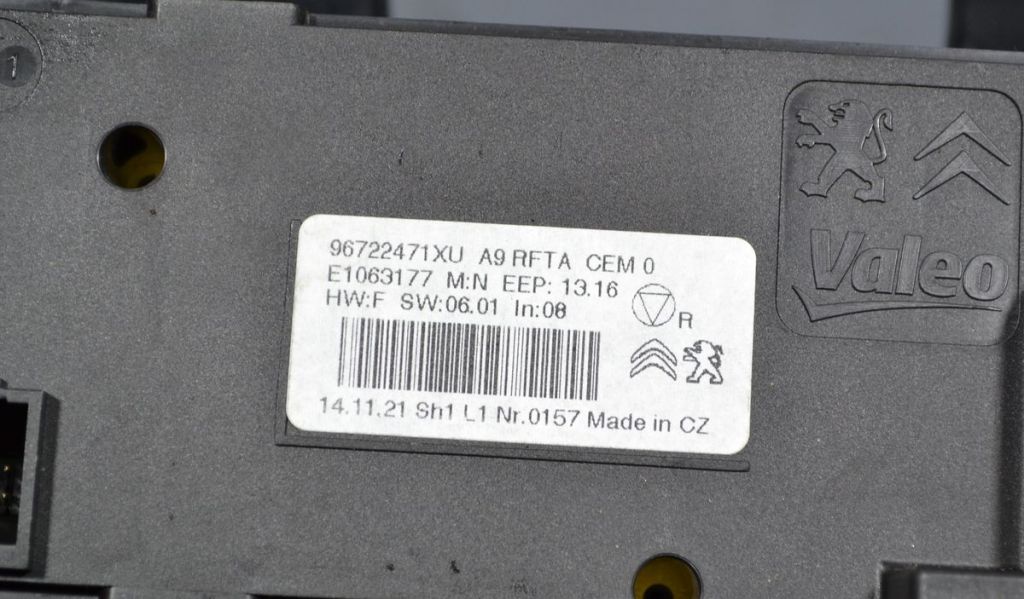 1
96722471XU A9 RFTA CEM 0
E1063177 M:N EEP: 13.16
HW:F SW:06.01 In:08
R
14.11.21 Sh1 L1 Nr.0157 Made in CZ
Valeo